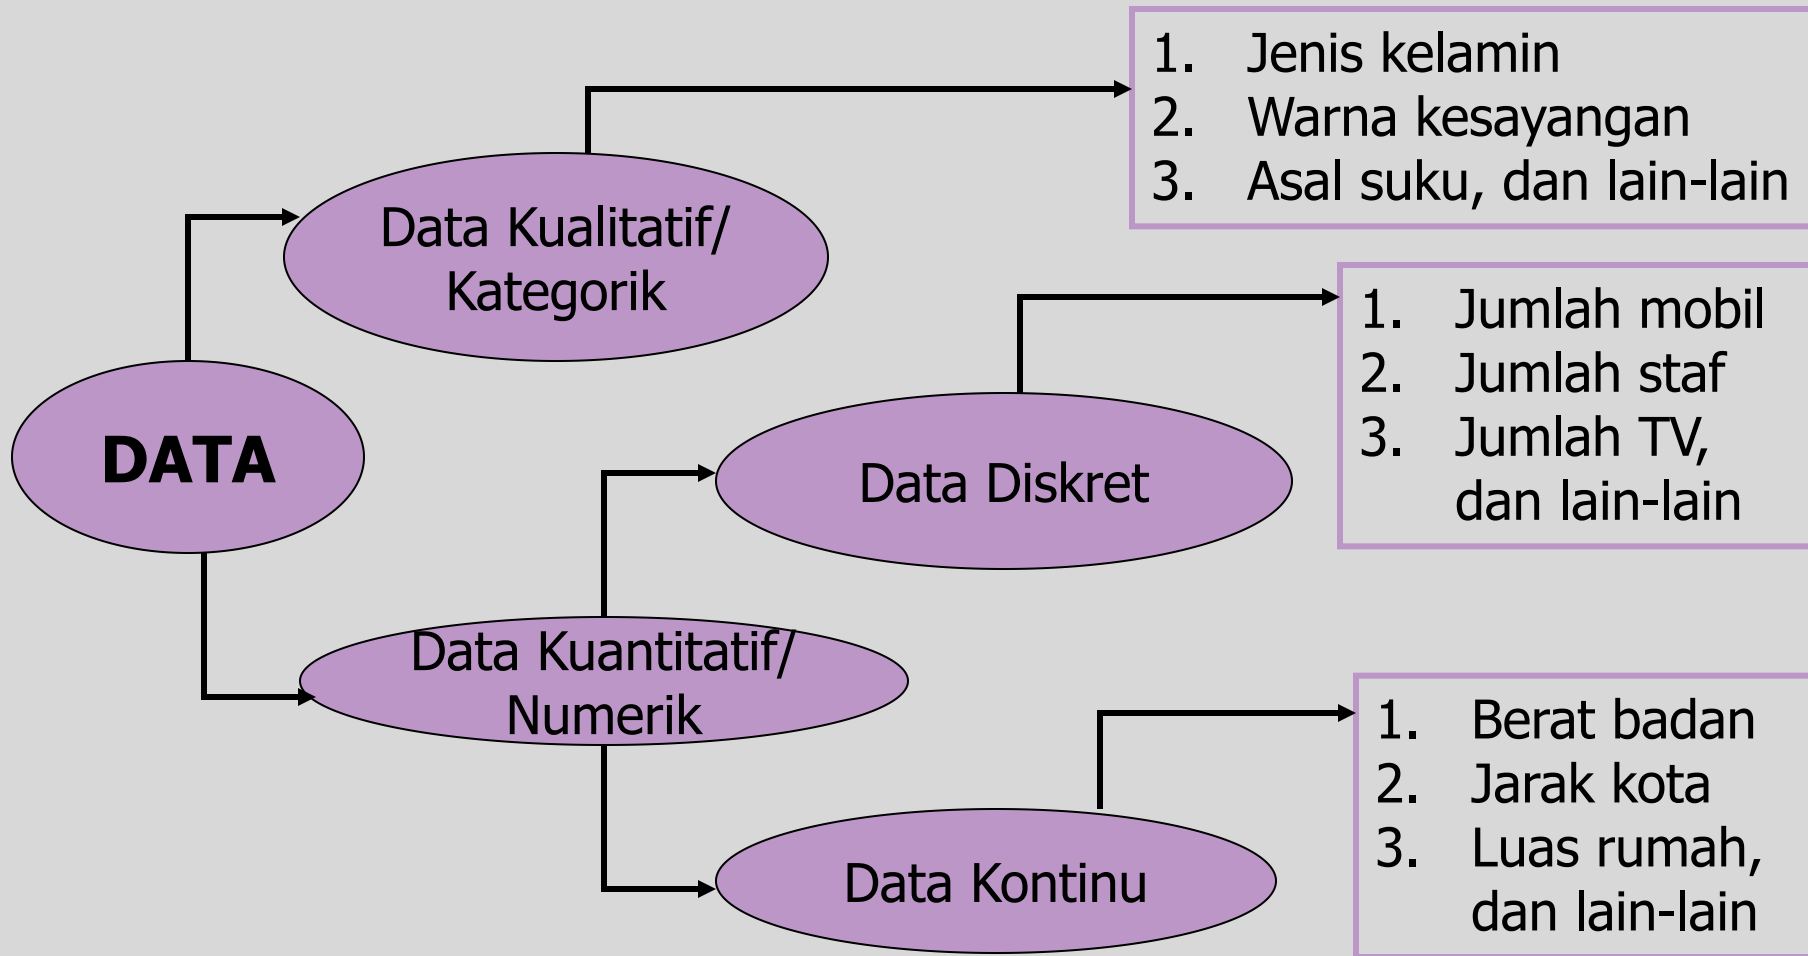 1. Jenis kelamin
2. Warna kesayangan
3. Asal suku, dan lain-lain
Data Kualitatif/
Kategorik
1. Jumlah mobil
2. Jumlah staf
3. Jumlah TV,
dan lain-lain
DATA
Data Diskret
Data Kuantitatif/
Numerik
1. Berat badan
2. Jarak kota
3. Luas rumah,
dan lain-lain
Data Kontinu